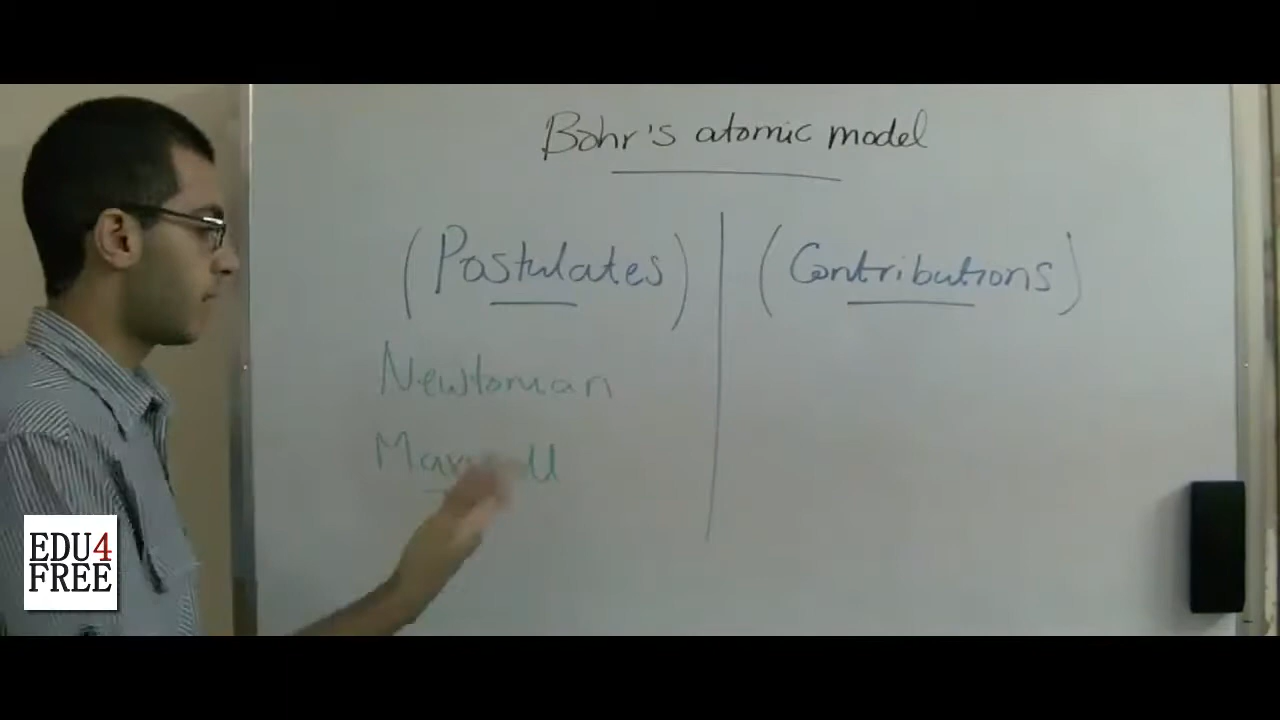 Bohr's atomic model
(Postulates)
(Contributions)
Newtonian
EDU4
FREE